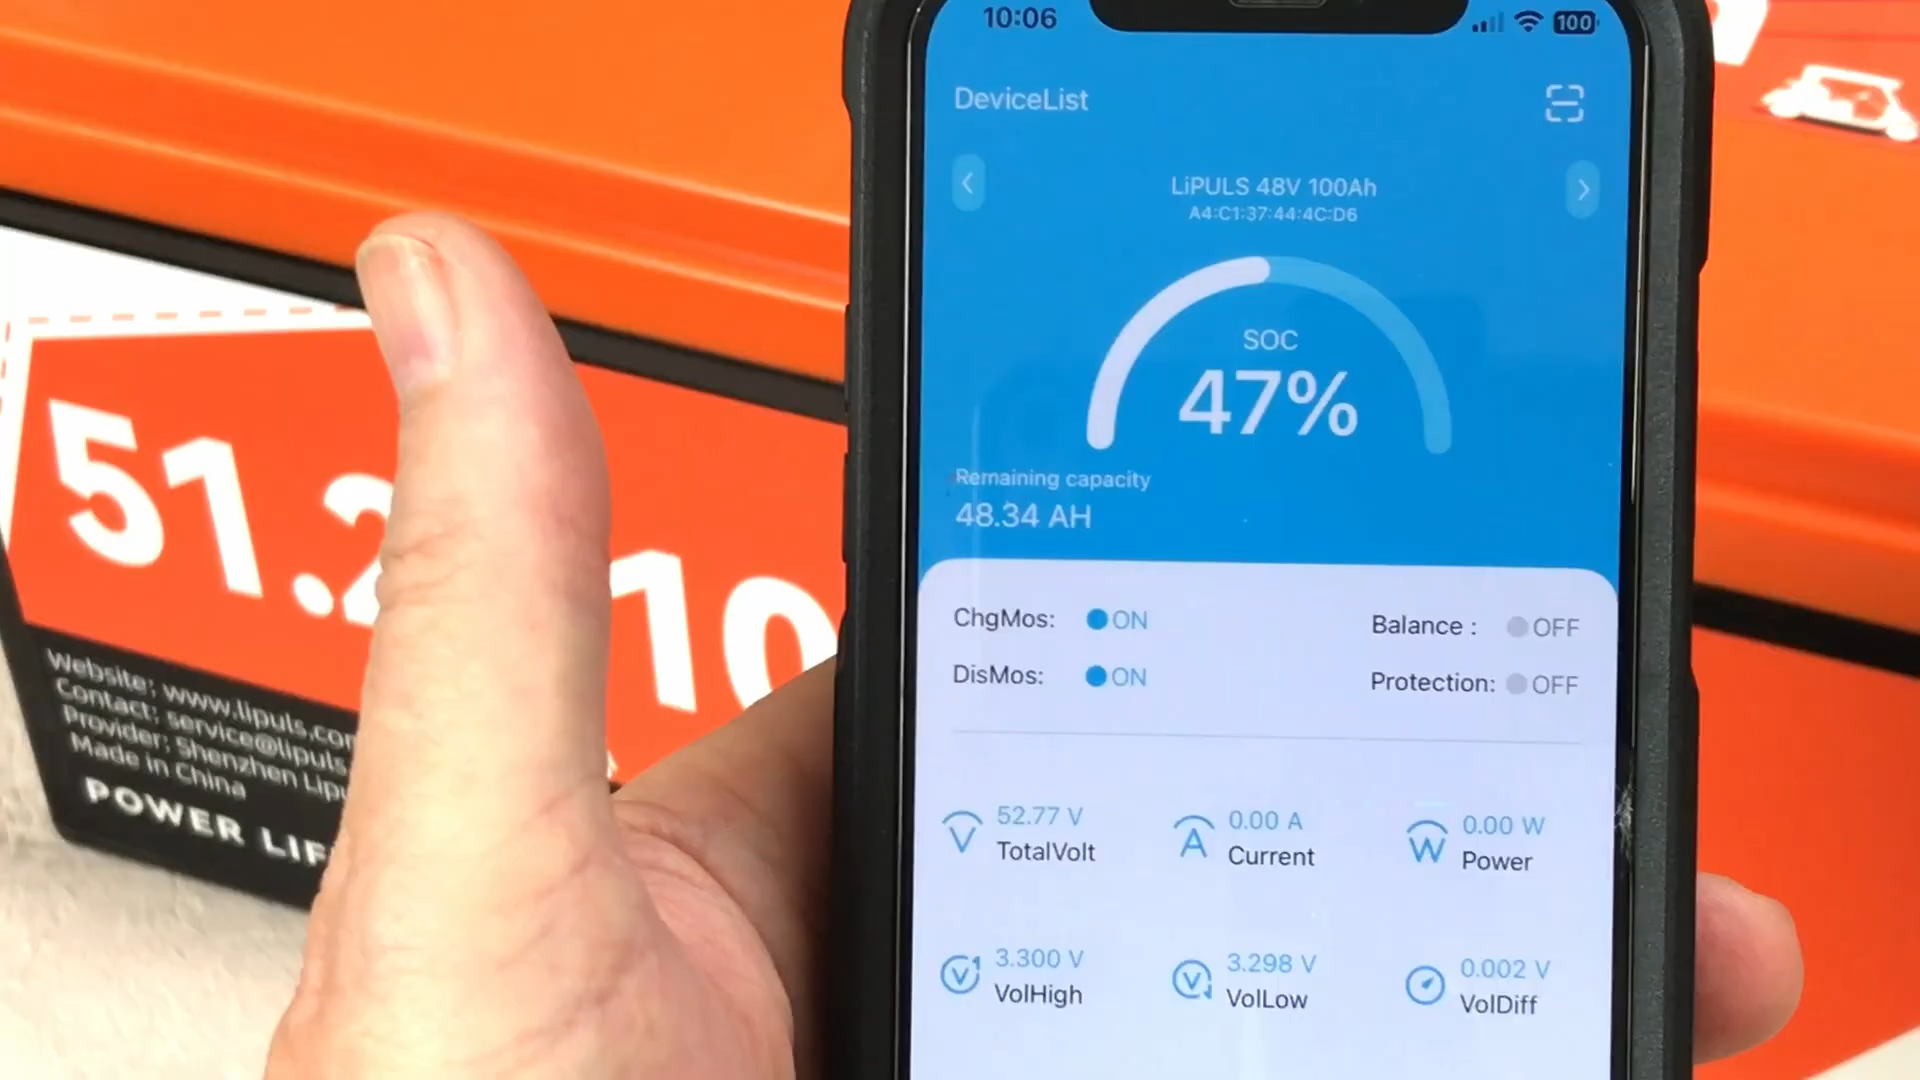 10:06
100
DeviceList
LiPULS 48V 100Ah
A4:C1:37:44:4C:D6
SOC
47%
Remaining capacity
48.34 AH
ChgMos: ON
Balance : OFF
DisMos: ON
Protection: OFF
52.77 V
TotalVolt
0.00 A
Current
0.00 W
Power
3.300 V
VolHigh
3.298 V
VolLow
0.002 V
VolDiff
51.2 10
Website: www.lipuls.com
Contact: service@lipuls
Provider: Shenzhen Lipu
Made in China
POWER LIF